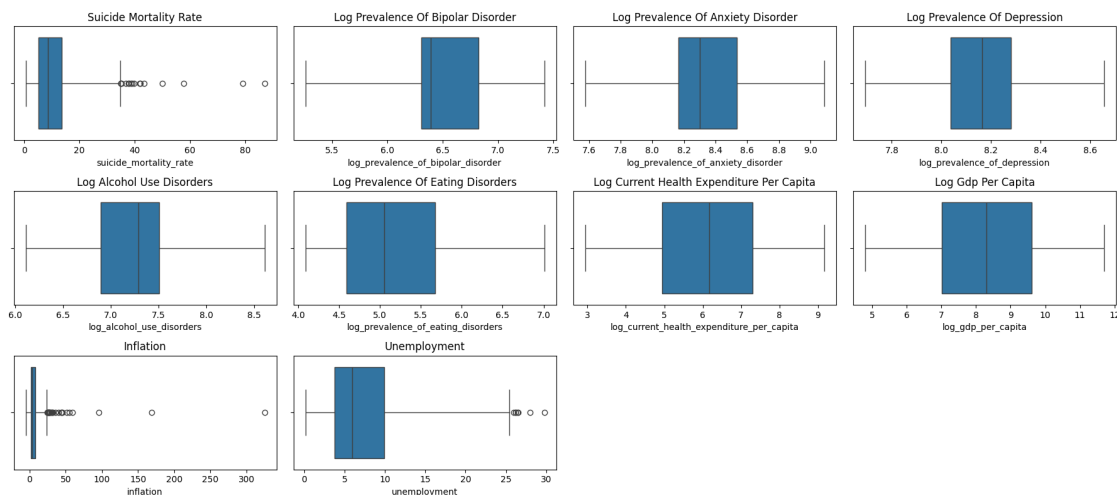 Suicide Mortality Rate
0 20 40 60 80
suicide_mortality_rate
Log Prevalence Of Bipolar Disorder
5.5 6.0 6.5 7.0 7.5
log_prevalence_of_bipolar_disorder
Log Prevalence Of Anxiety Disorder
7.6 7.8 8.0 8.2 8.4 8.6 8.8 9.0
log_prevalence_of_anxiety_disorder
Log Prevalence Of Depression
8.0 8.2 8.4 8.6
log_prevalence_of_depression
Log Alcohol Use Disorders
6.0 6.5 7.0 7.5 8.0 8.5
log_alcohol_use_disorders
Log Prevalence Of Eating Disorders
4.0 4.5 5.0 5.5 6.0 6.5 7.0
log_prevalence_of_eating_disorders
Log Current Health Expenditure Per Capita
3 4 5 6 7 8 9
log_current_health_expenditure_per_capita
Log Gdp Per Capita
5 6 7 8 9 10 11 12
log_gdp_per_capita
Inflation
0 50 100 150 200 250 300
inflation
Unemployment
0 5 10 15 20 25 30
unemployment